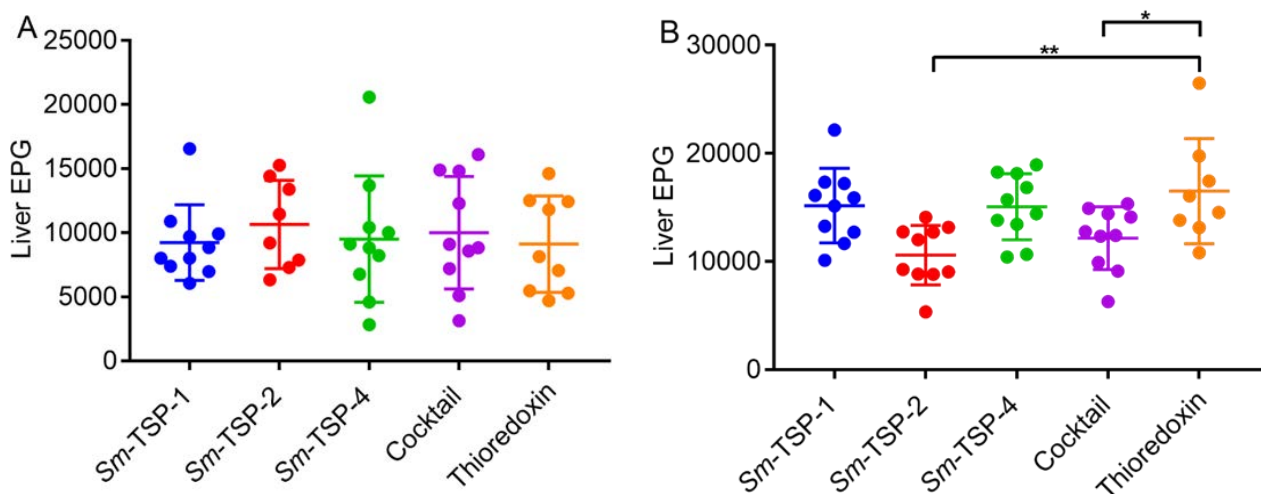 A
Liver EPG
25000
20000
15000
10000
5000
0
Sm-TSP-1
Sm-TSP-2
Sm-TSP-4
Cocktail
Thioredoxin
B
*
**
Liver EPG
30000
20000
10000
0
Sm-TSP-1
Sm-TSP-2
Sm-TSP-4
Cocktail
Thioredoxin